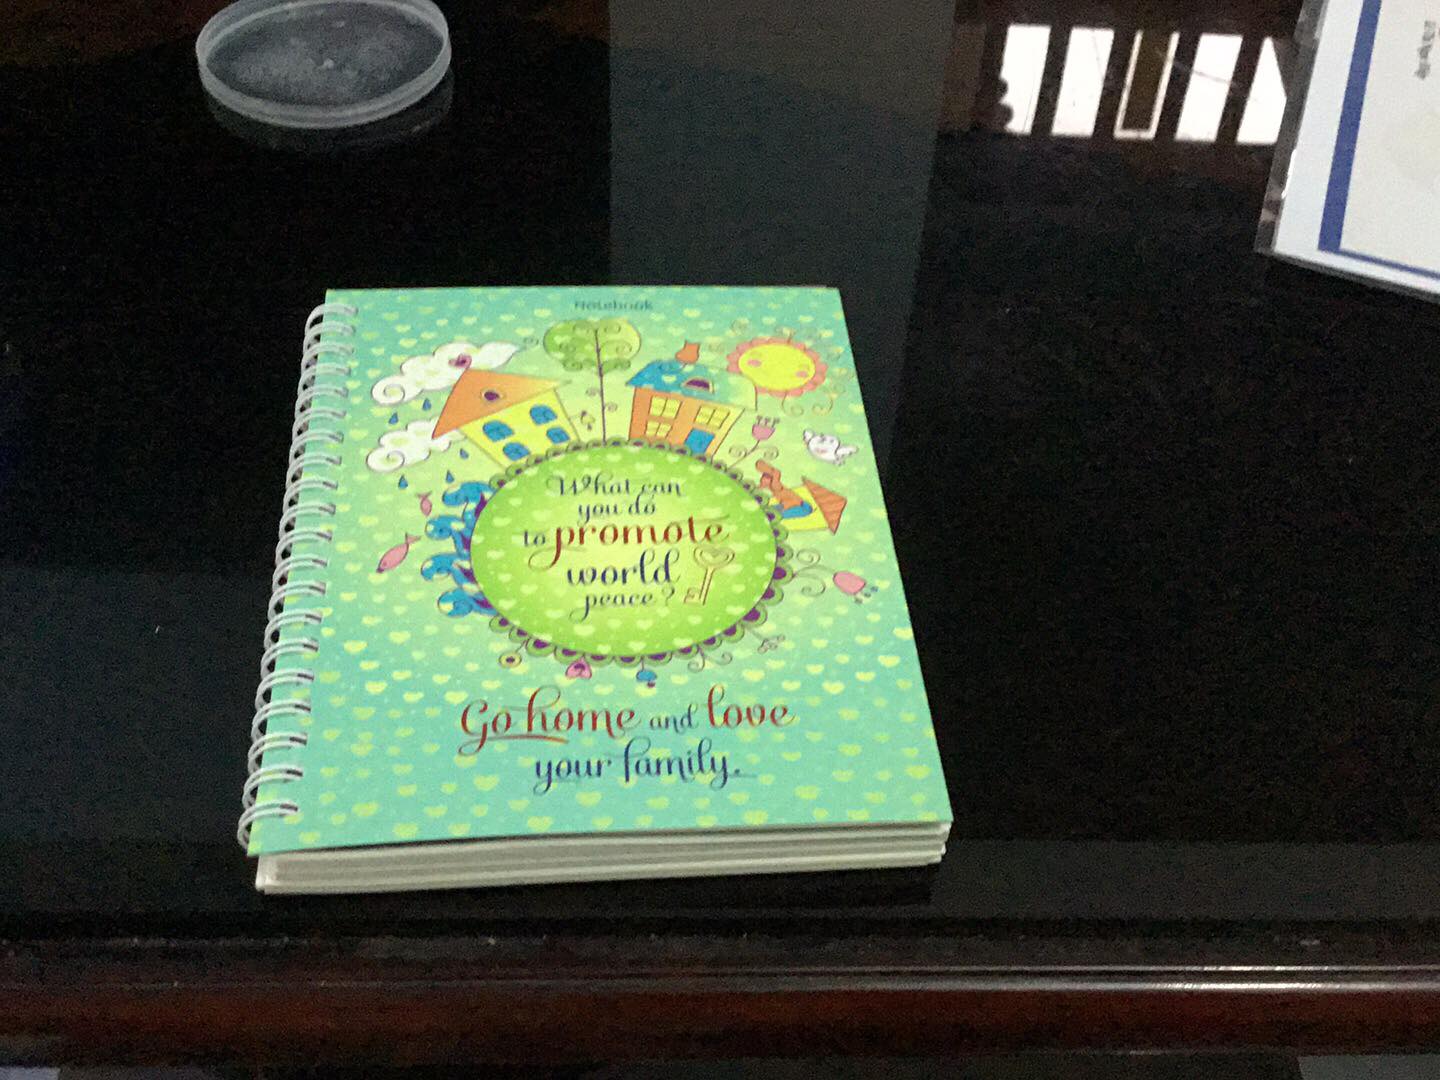 Notebook
What can
you do
to promote
world
peace?
Go home and love
your family.